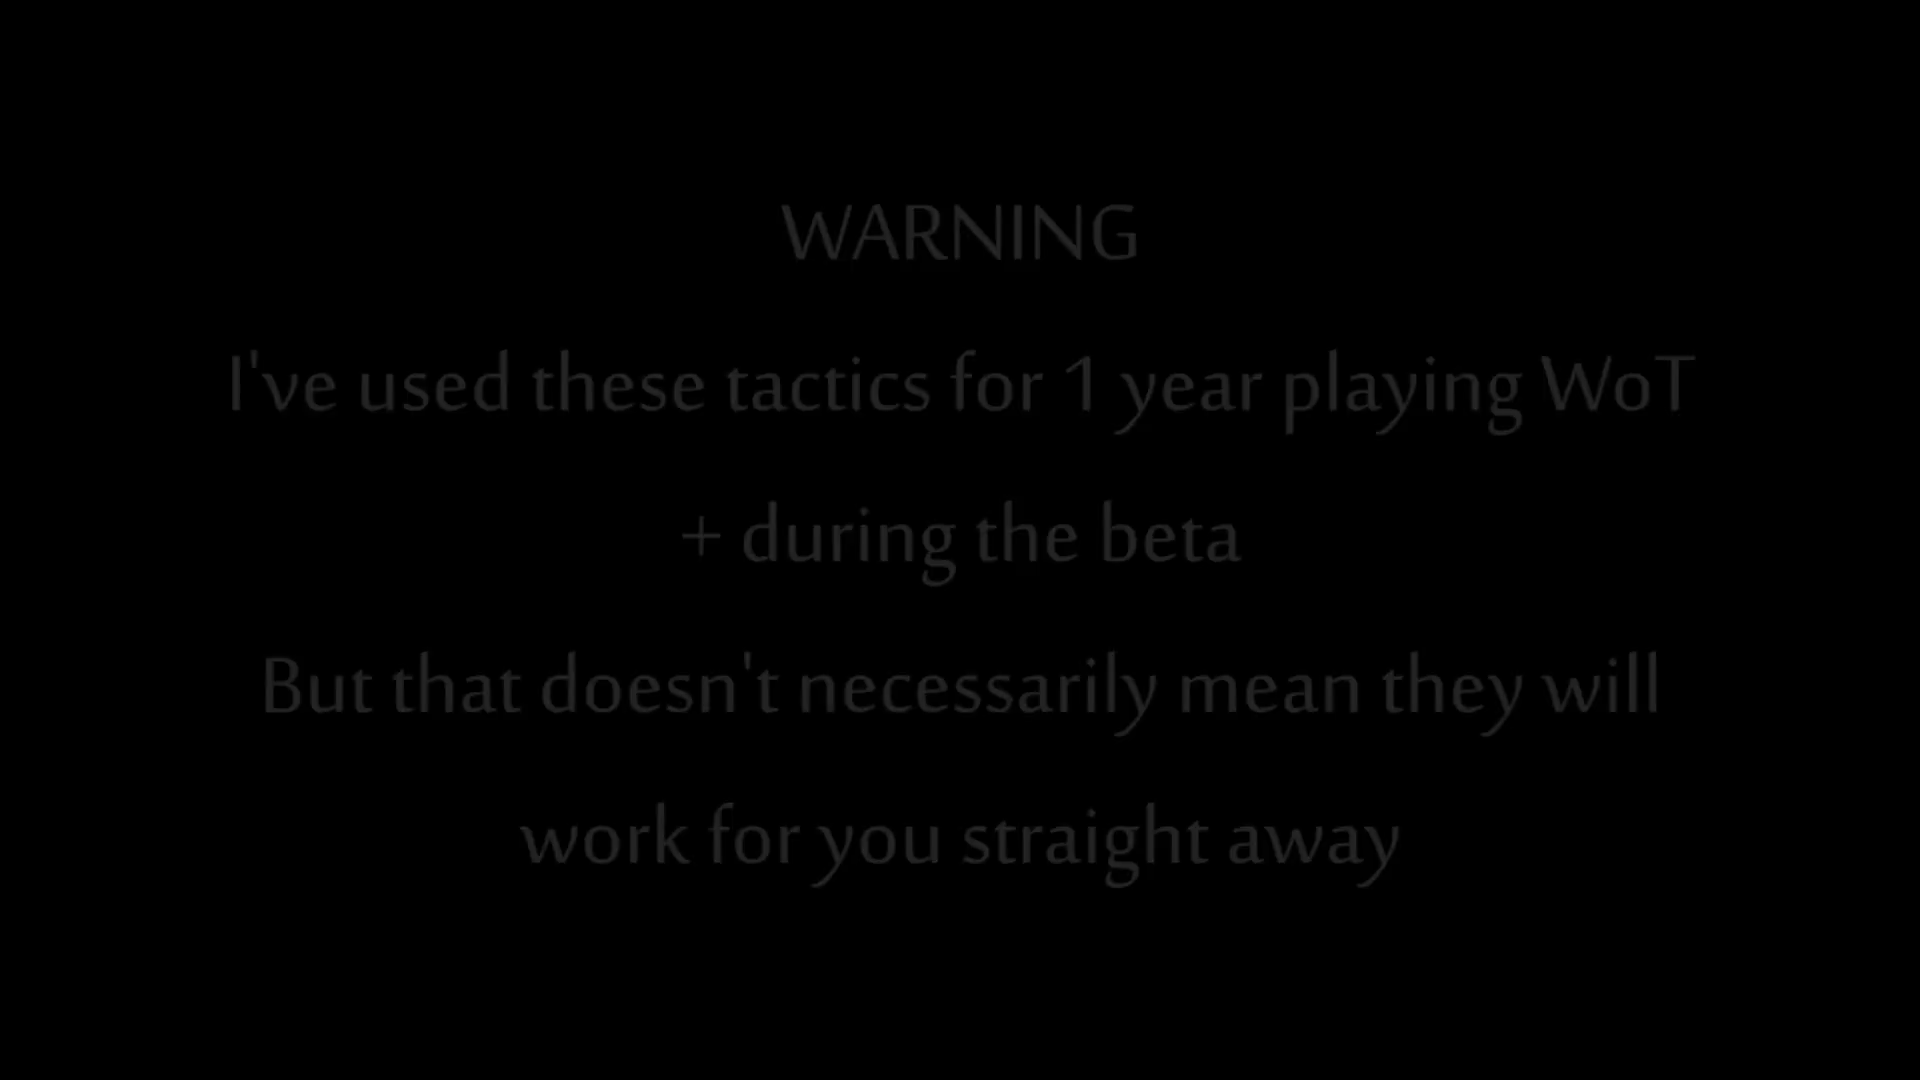 WARNING
I've used these tactics for 1 year playing WoT
+ during the beta
But that doesn't necessarily mean they will
work for you straight away